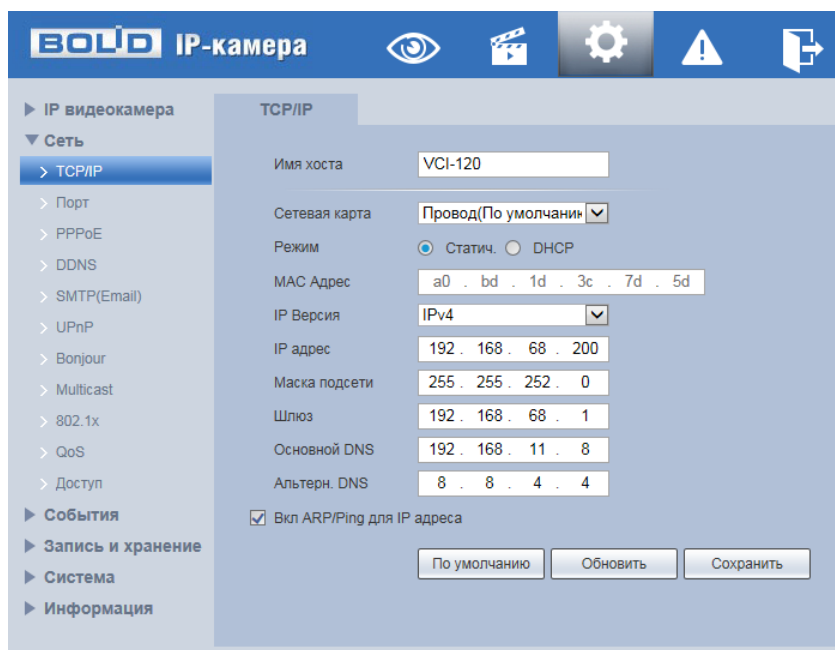 BOLID IP-камера
IP видеокамера
Сеть
TCP/IP
Порт
PPPoE
DDNS
SMTP(Email)
UPnP
Bonjour
Multicast
802.1x
QoS
Доступ
События
Запись и хранение
Система
Информация
TCP/IP
Имя хоста VCI-120
Сетевая карта Провод(По умолчаник
Режим Статич. DHCP
MAC Адрес a0 . bd . 1d . 3c . 7d . 5d
IP Версия IPv4
IP адрес 192 . 168 . 68 . 200
Маска подсети 255 . 255 . 252 . 0
Шлюз 192 . 168 . 68 . 1
Основной DNS 192 . 168 . 11 . 8
Альтерн. DNS 8 . 8 . 4 . 4
Вкл ARP/Ping для IP адреса
По умолчанию Обновить Сохранить